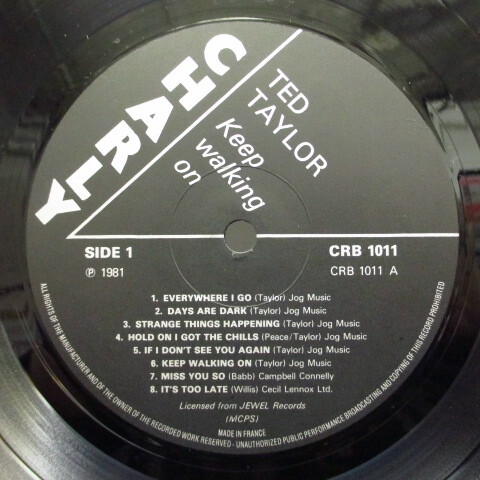 CHARLY
TED
TAYLOR
Keep
walking
on
SIDE 1
℗ 1981
CRB 1011
CRB 1011 A
1. EVERYWHERE I GO (Taylor) Jog Music
2. DAYS ARE DARK (Taylor) Jog Music
3. STRANGE THINGS HAPPENING (Taylor) Jog Music
4. HOLD ON I GOT THE CHILLS (Peace/Taylor) Jog Music
5. IF I DON'T SEE YOU AGAIN (Taylor) Jog Music
6. KEEP WALKING ON (Taylor) Jog Music
7. MISS YOU SO (Babb) Campbell Connelly
8. IT'S TOO LATE (Willis) Cecil Lennox Ltd.
Licensed from JEWEL Records
(MCPS)
MADE IN FRANCE
ALL RIGHTS OF THE MANUFACTURER AND OF THE OWNER OF THE RECORDED WORK RESERVED - UNAUTHORIZED PUBLIC PERFORMANCE BROADCASTING AND COPYING OF THIS RECORD PROHIBITED